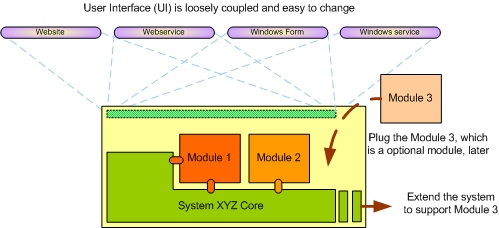 User Interface (UI) is loosely coupled and easy to change
Website
Webservice
Windows Form
Windows service
Module 3
Plug the Module 3, which
is a optional module, later
Module 1
Module 2
System XYZ Core
Extend the system
to support Module 3